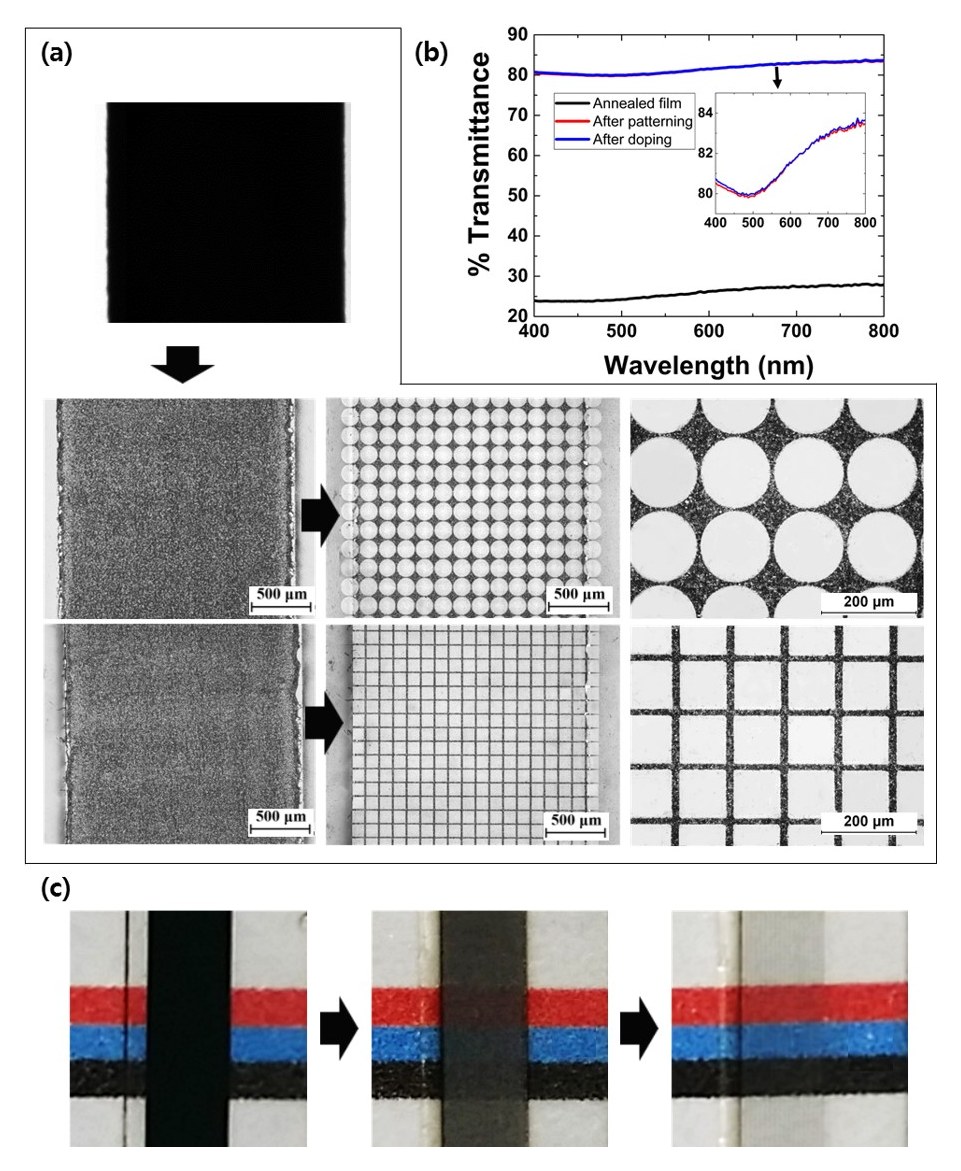 (a)
(b)
90
80
70
60
50
40
30
20
% Transmittance
Annealed film
After patterning
After doping
84
82
80
400 500 600 700 800
400 500 600 700 800
Wavelength (nm)
500 μm
500 μm
200 μm
500 μm
500 μm
200 μm
(c)